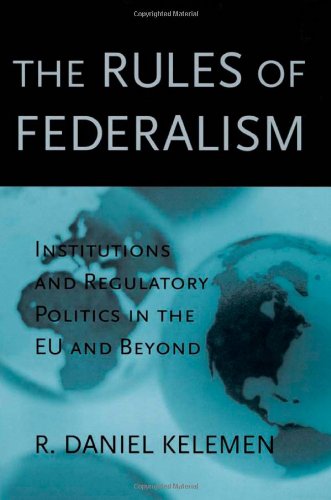 THE RULES OF
FEDERALISM
INSTITUTIONS
AND REGULATORY
POLITICS IN THE
EU AND BEYOND
R. DANIEL KELEMEN